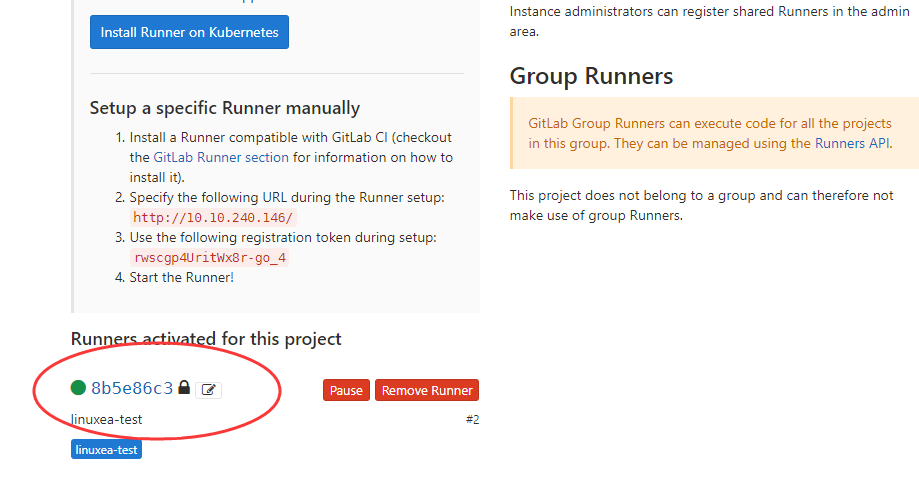 Install Runner on Kubernetes
Setup a specific Runner manually
1. Install a Runner compatible with GitLab CI (checkout
the GitLab Runner section for information on how to
install it).
2. Specify the following URL during the Runner setup:
http://10.10.240.146/
3. Use the following registration token during setup:
rwscgp4UritWx8r-go_4
4. Start the Runner!
Runners activated for this project
8b5e86c3
Pause
Remove Runner
linuxea-test
#2
linuxea-test
Instance administrators can register shared Runners in the admin
area.
Group Runners
GitLab Group Runners can execute code for all the projects
in this group. They can be managed using the Runners API.
This project does not belong to a group and can therefore not
make use of group Runners.